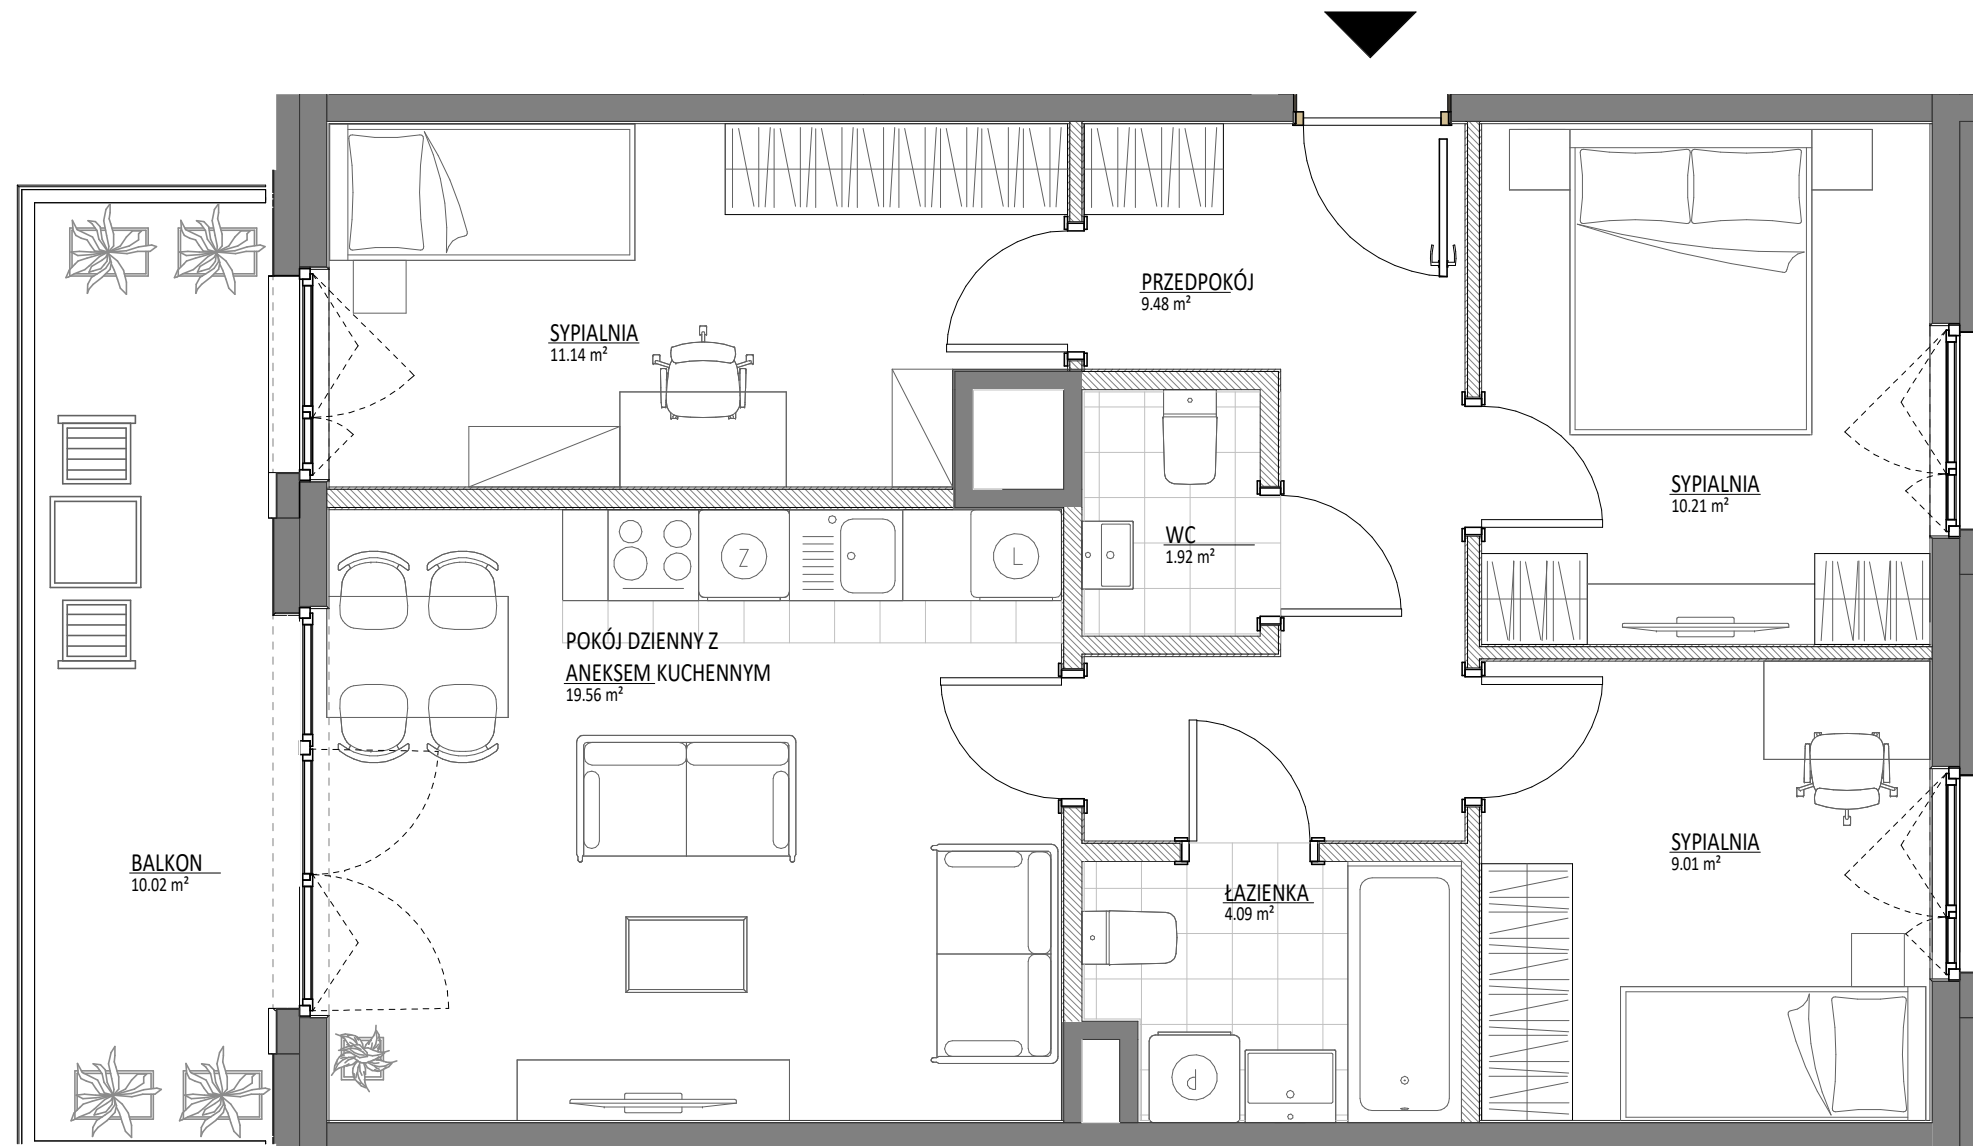 PRZEDPOKÓJ
9.48 m²
SYPIALNIA
11.14 m²
SYPIALNIA
10.21 m²
WC
1.92 m²
Z
L
POKÓJ DZIENNY Z
ANEKSEM KUCHENNYM
19.56 m²
BALKON
10.02 m²
SYPIALNIA
9.01 m²
ŁAZIENKA
4.09 m²
P